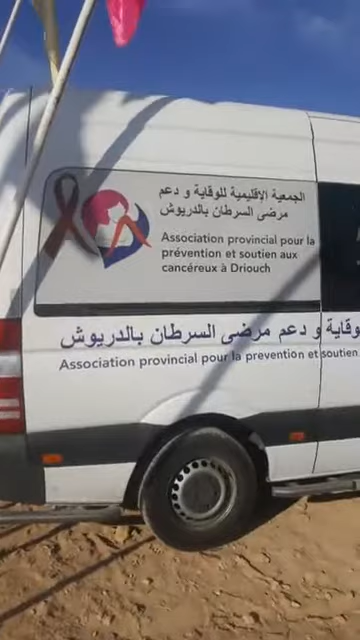 الجمعية الإقليمية للوقاية و دعم
مرضى السرطان بالدريوش
Association provincial pour la
prévention et soutien aux
cancéreux à Driouch
وقاية و دعم مرضى السرطان بالدريوش
Association provincial pour la prevention et soutien